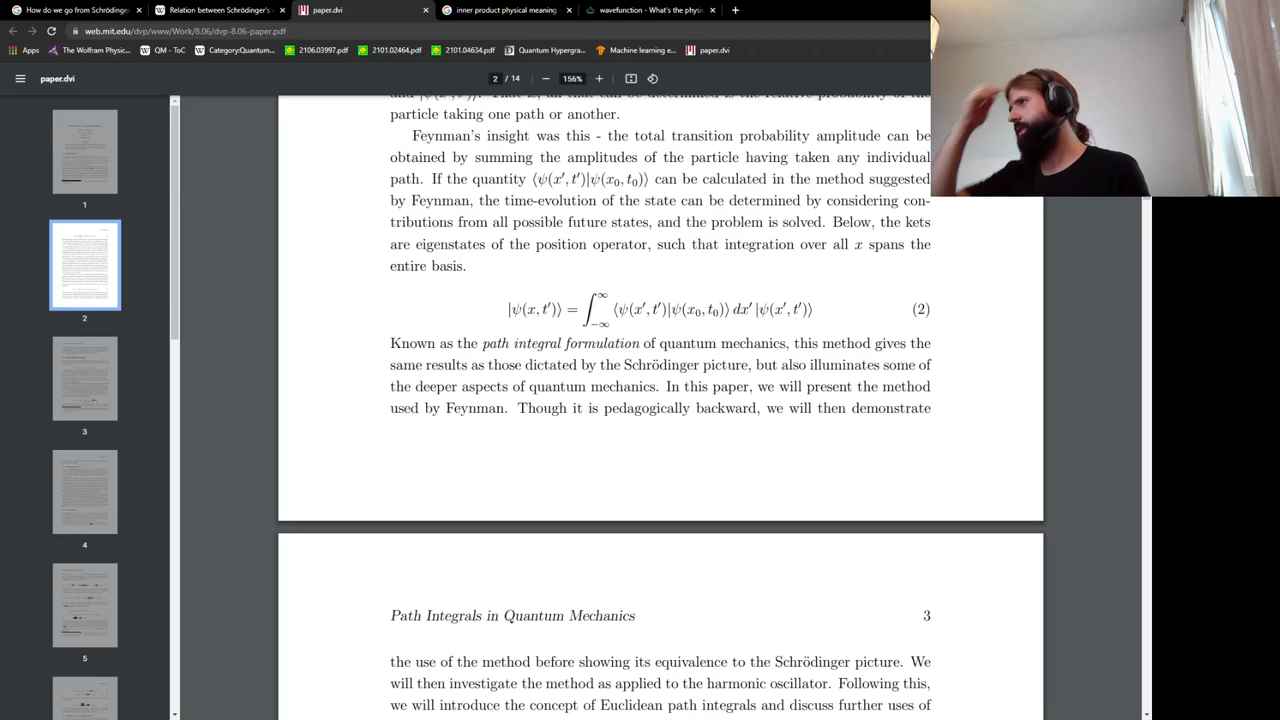 How do we go from Schrödinger
Relation between Schrödinger's
paper.dvi
inner product physical meaning
wavefunction - What's the physi
web.mit.edu/dvp/www/Work/8.06/dvp-8.06-paper.pdf
Apps
The Wolfram Physic...
QM - ToC
Category:Quantum...
2106.03997.pdf
2101.02464.pdf
2101.04634.pdf
Quantum Hypergra...
Machine learning e...
paper.dvi
paper.dvi
2 / 14
156%
1
2
3
4
5
particle taking one path or another.
Feynman's insight was this - the total transition probability amplitude can be
obtained by summing the amplitudes of the particle having taken any individual
path. If the quantity ⟨ψ(x′, t′)|ψ(x₀, t₀)⟩ can be calculated in the method suggested
by Feynman, the time-evolution of the state can be determined by considering con-
tributions from all possible future states, and the problem is solved. Below, the kets
are eigenstates of the position operator, such that integration over all x spans the
entire basis.
|ψ(x, t′)⟩ = ∫_{−∞}^{∞} ⟨ψ(x′, t′)|ψ(x₀, t₀)⟩ dx′ |ψ(x′, t′)⟩ (2)
Known as the path integral formulation of quantum mechanics, this method gives the
same results as those dictated by the Schrödinger picture, but also illuminates some of
the deeper aspects of quantum mechanics. In this paper, we will present the method
used by Feynman. Though it is pedagogically backward, we will then demonstrate
Path Integrals in Quantum Mechanics 3
the use of the method before showing its equivalence to the Schrödinger picture. We
will then investigate the method as applied to the harmonic oscillator. Following this,
we will introduce the concept of Euclidean path integrals and discuss further uses of